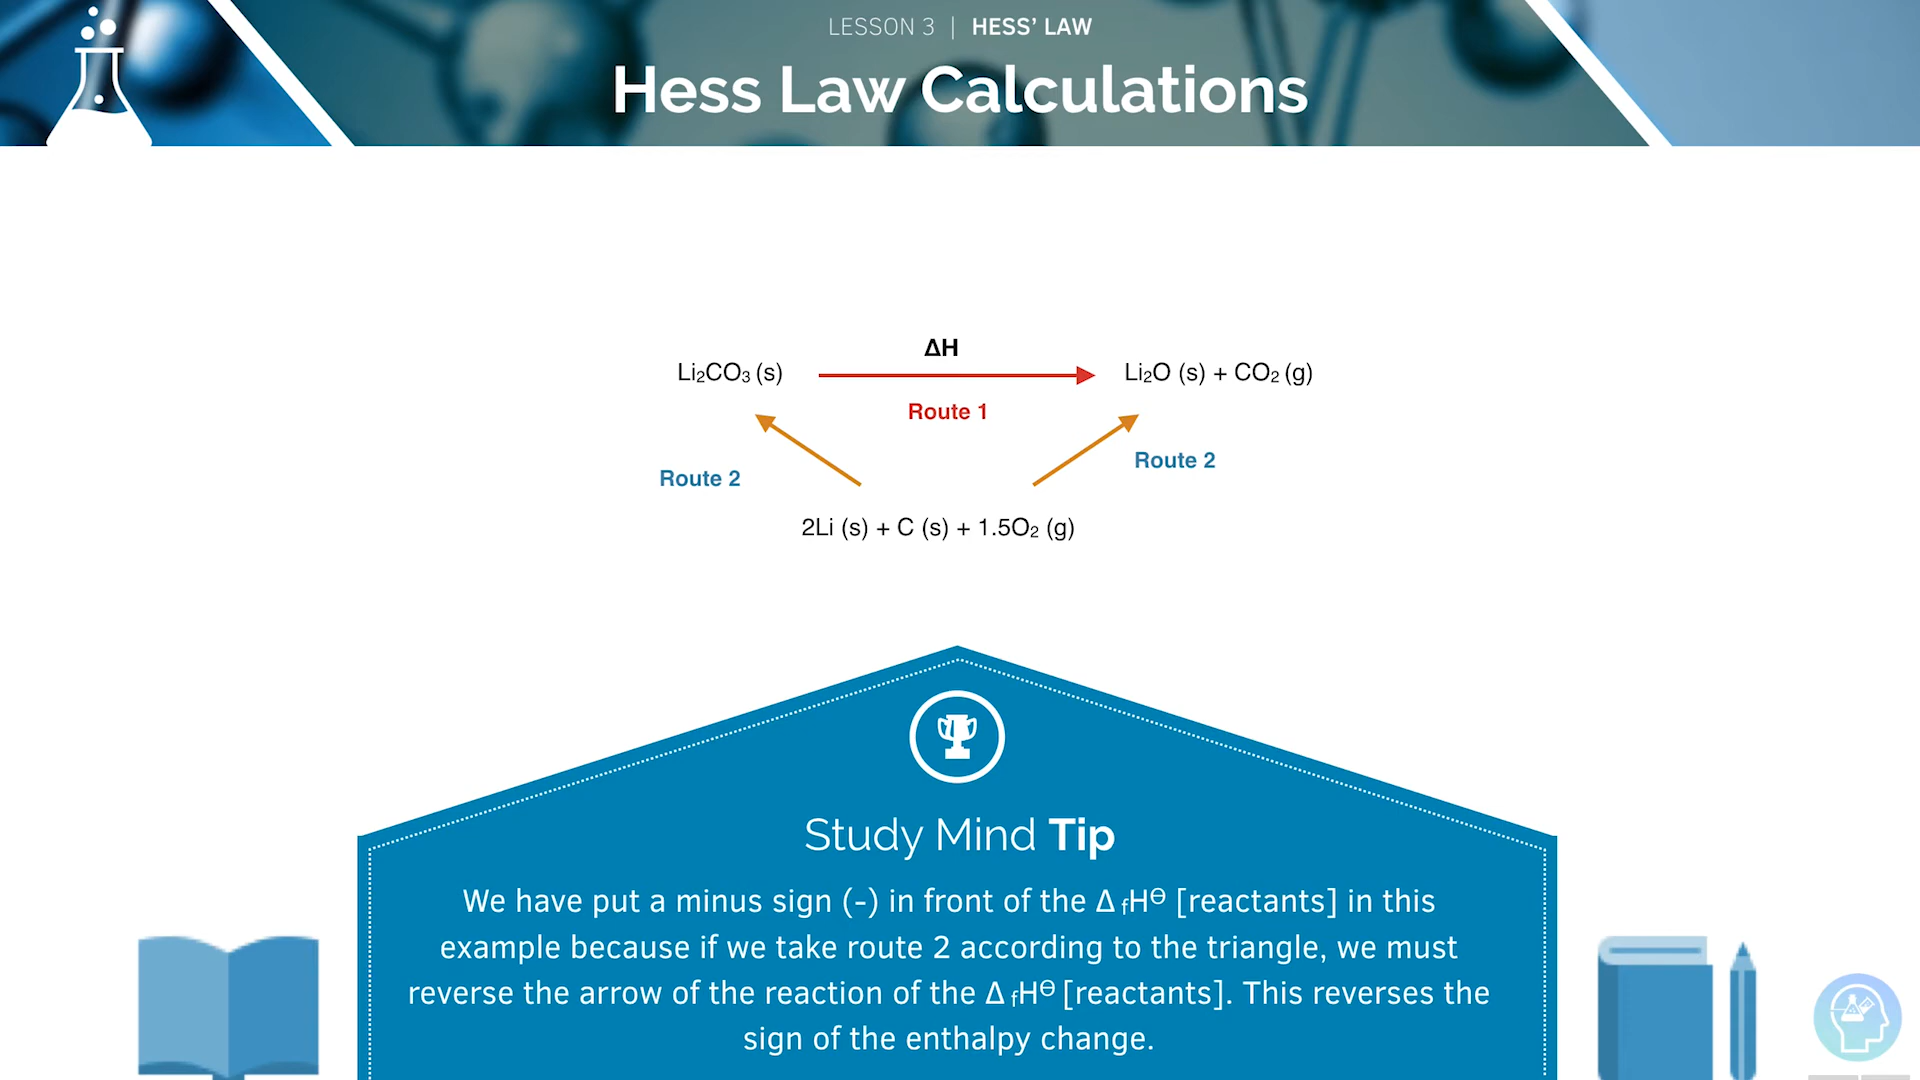 LESSON 3 | HESS’ LAW
Hess Law Calculations
ΔH
Li₂CO₃ (s)
Li₂O (s) + CO₂ (g)
Route 1
Route 2
Route 2
2Li (s) + C (s) + 1.5O₂ (g)
Study Mind Tip
We have put a minus sign (-) in front of the Δ fHᶱ [reactants] in this
example because if we take route 2 according to the triangle, we must
reverse the arrow of the reaction of the Δ fHᶱ [reactants]. This reverses the
sign of the enthalpy change.